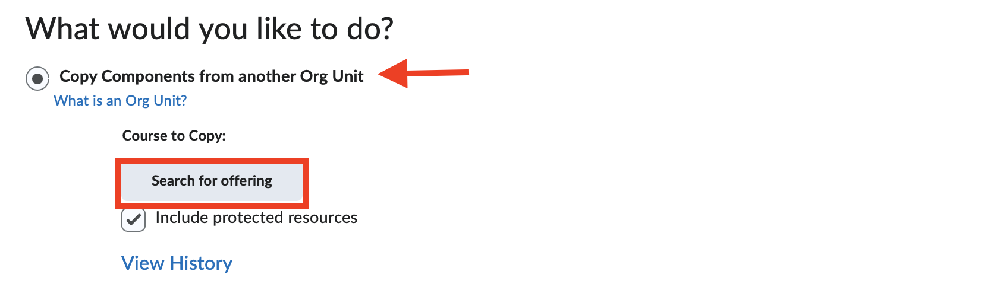 What would you like to do?
Copy Components from another Org Unit
What is an Org Unit?
Course to Copy:
Search for offering
Include protected resources
View History